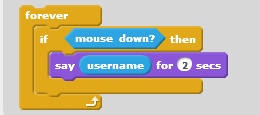 forever
if mouse down? then
say username for 2 secs